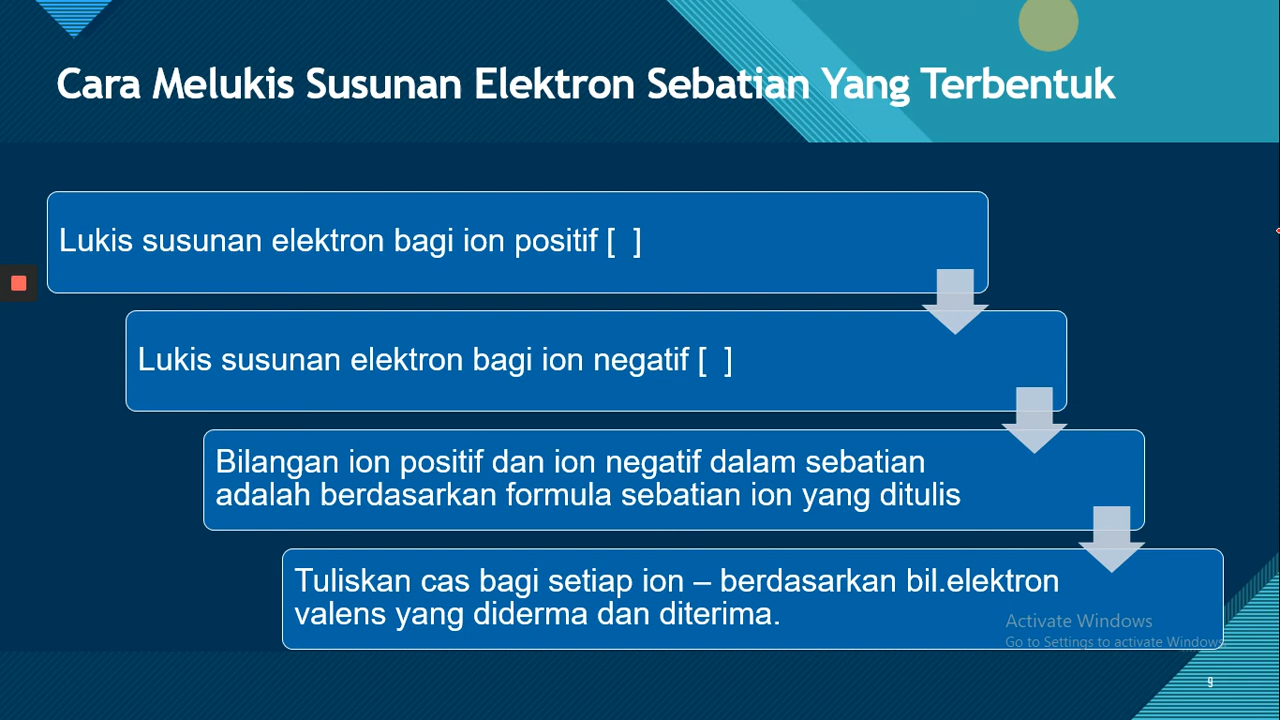 Cara Melukis Susunan Elektron Sebatian Yang Terbentuk
Lukis susunan elektron bagi ion positif [  ]
Lukis susunan elektron bagi ion negatif [  ]
Bilangan ion positif dan ion negatif dalam sebatian
adalah berdasarkan formula sebatian ion yang ditulis
Tuliskan cas bagi setiap ion – berdasarkan bil.elektron
valens yang diderma dan diterima.
Activate Windows
Go to Settings to activate Windows.
9